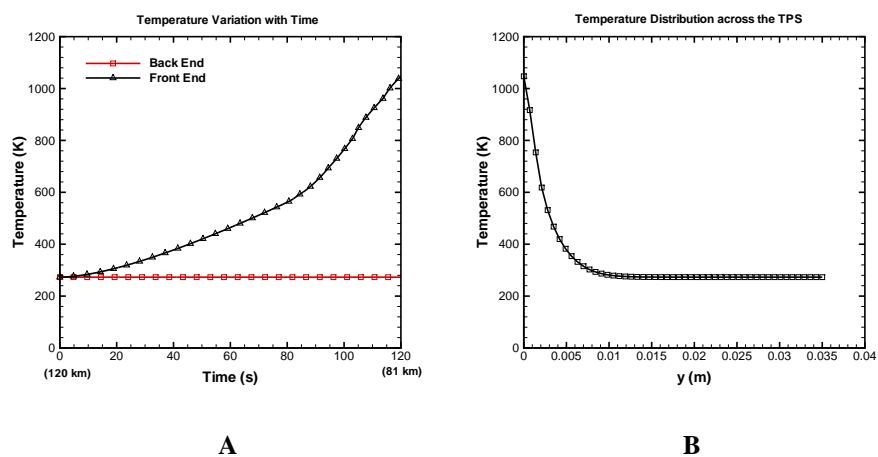 Temperature Variation with Time
Temperature (K)
1200
1000
800
600
400
200
0
Back End
Front End
0 20 40 60 80 100 120
(120 km) Time (s) (81 km)
A
Temperature Distribution across the TPS
Temperature (K)
1200
1000
800
600
400
200
0
0 0.005 0.01 0.015 0.02 0.025 0.03 0.035 0.04
y (m)
B